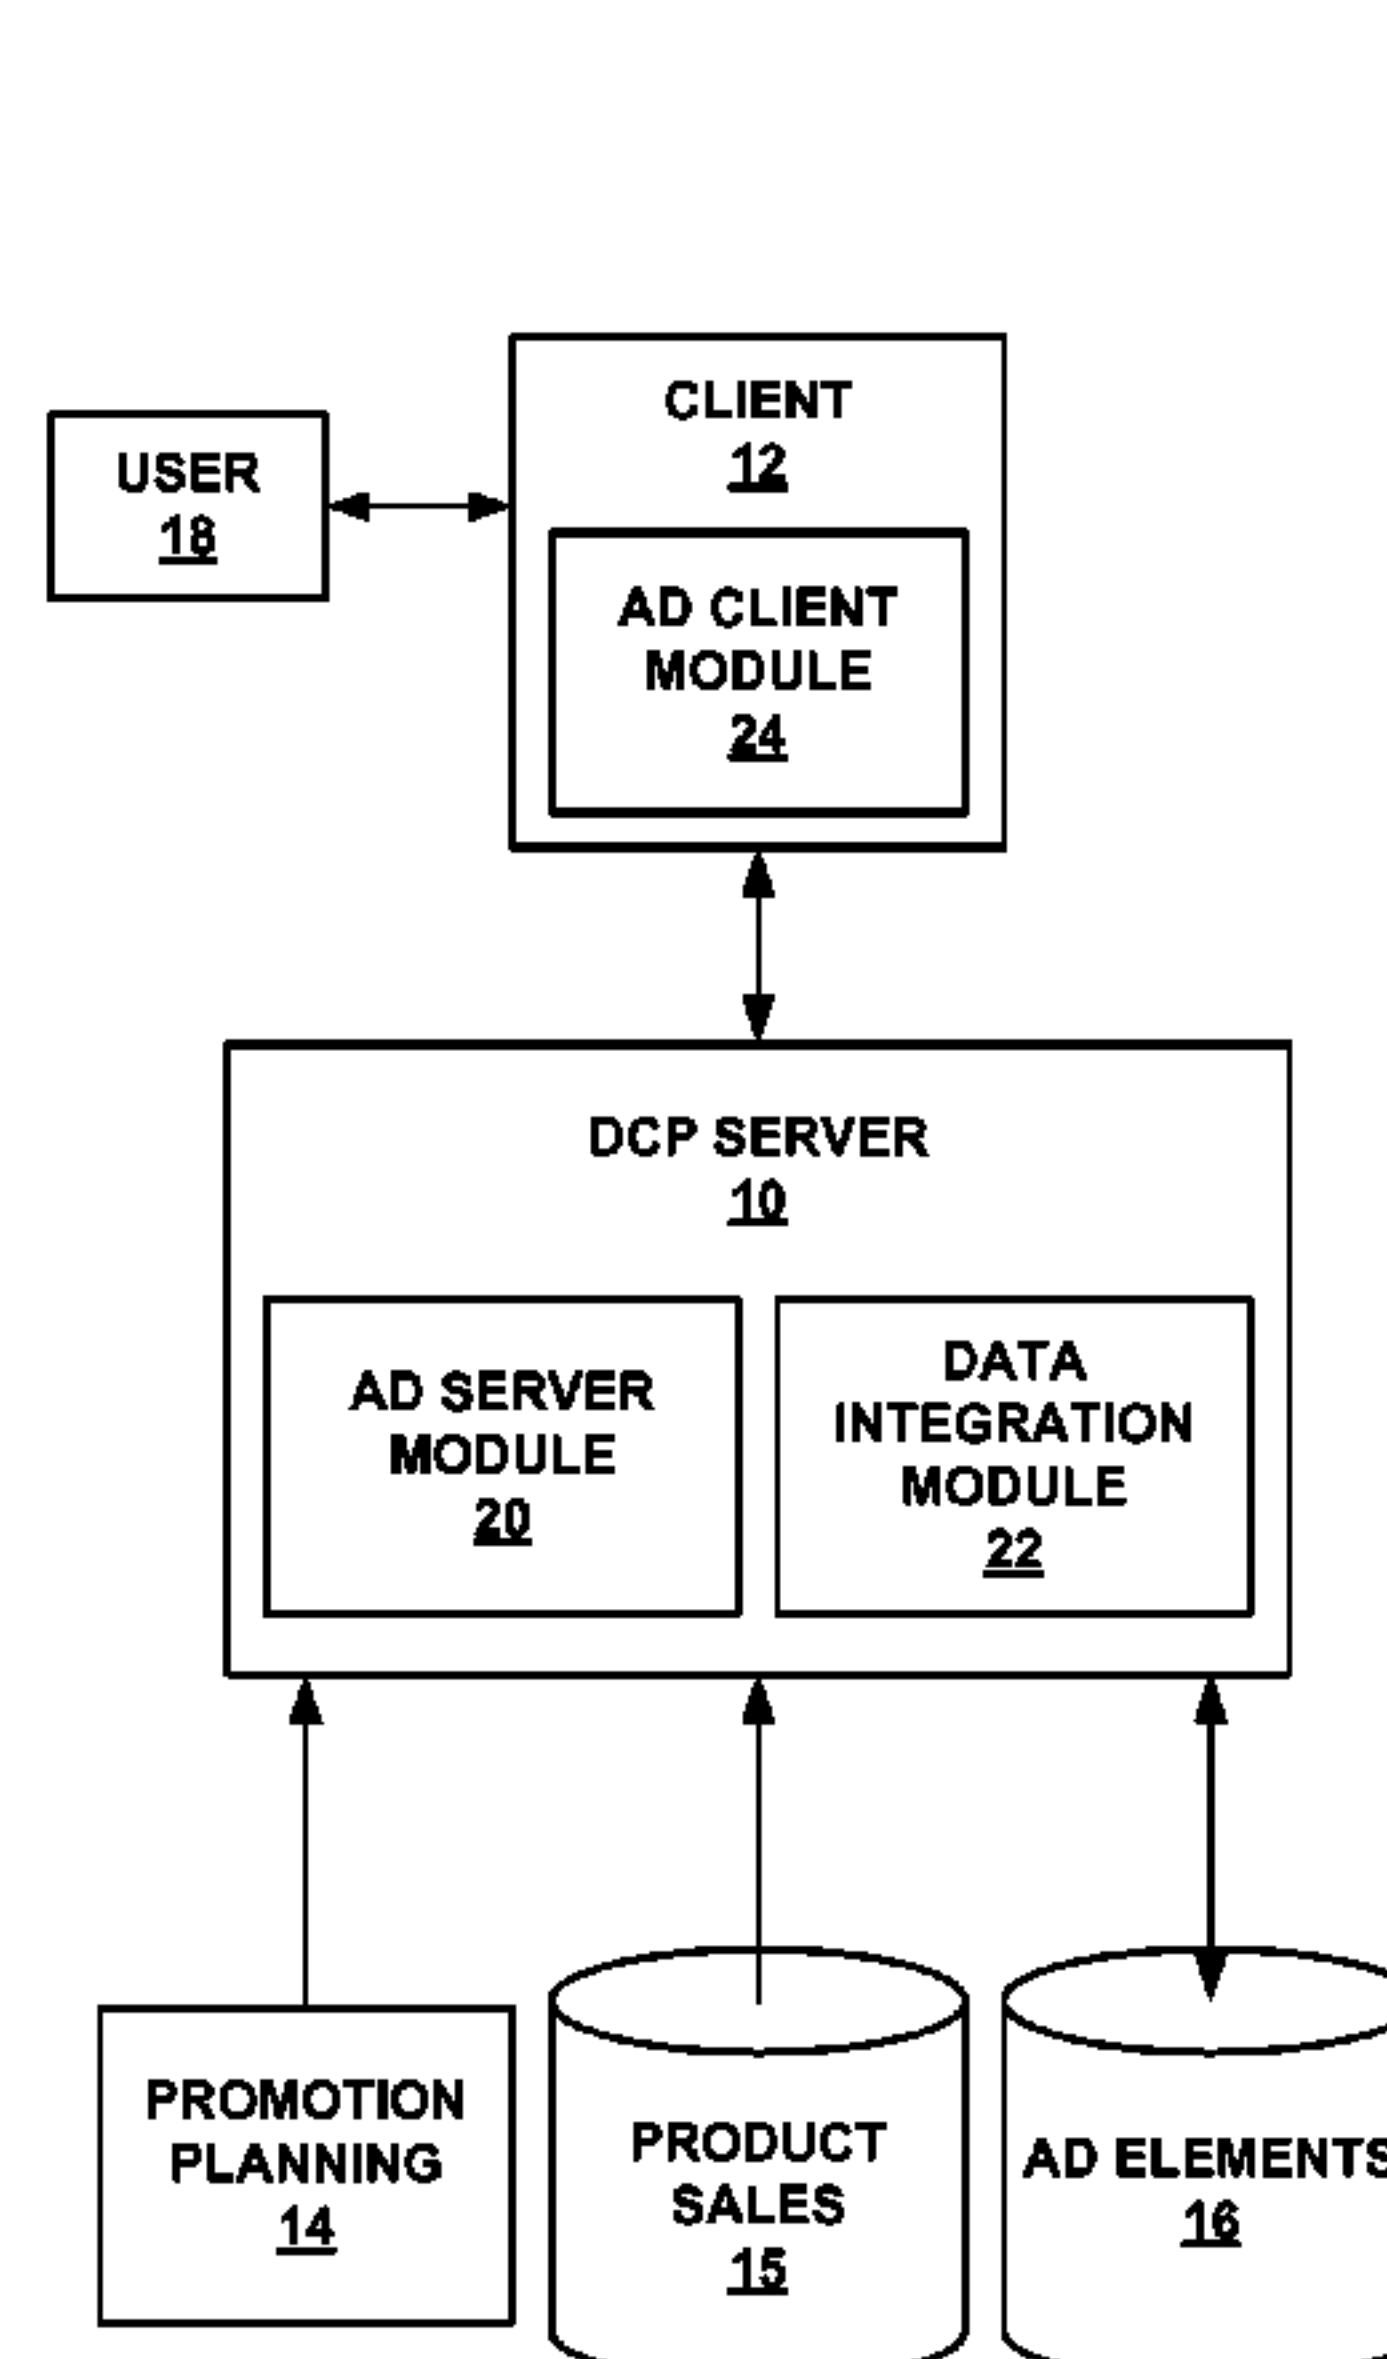 CLIENT
12
USER
18
AD CLIENT
MODULE
24
DCP SERVER
10
AD SERVER
MODULE
20
DATA
INTEGRATION
MODULE
22
PROMOTION
PLANNING
14
PRODUCT
SALES
15
AD ELEMENTS
16